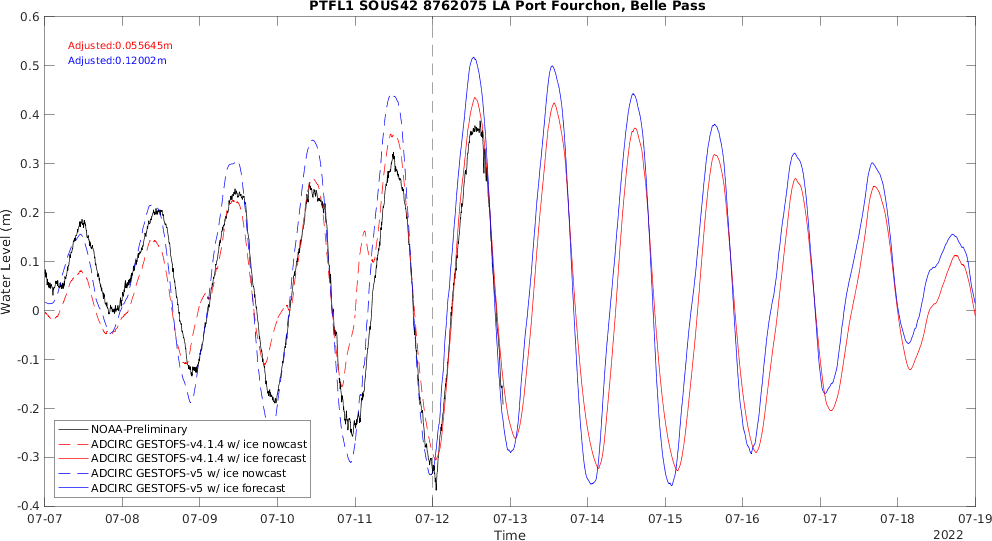 PTFL1 SOUS42 8762075 LA Port Fourchon, Belle Pass
Adjusted:0.055645m
Adjusted:0.12002m
Water Level (m)
0.6
0.5
0.4
0.3
0.2
0.1
0
-0.1
-0.2
-0.3
-0.4
NOAA-Preliminary
ADCIRC GESTOFS-v4.1.4 w/ ice nowcast
ADCIRC GESTOFS-v4.1.4 w/ ice forecast
ADCIRC GESTOFS-v5 w/ ice nowcast
ADCIRC GESTOFS-v5 w/ ice forecast
07-07 07-08 07-09 07-10 07-11 07-12 07-13 07-14 07-15 07-16 07-17 07-18 07-19
Time
2022